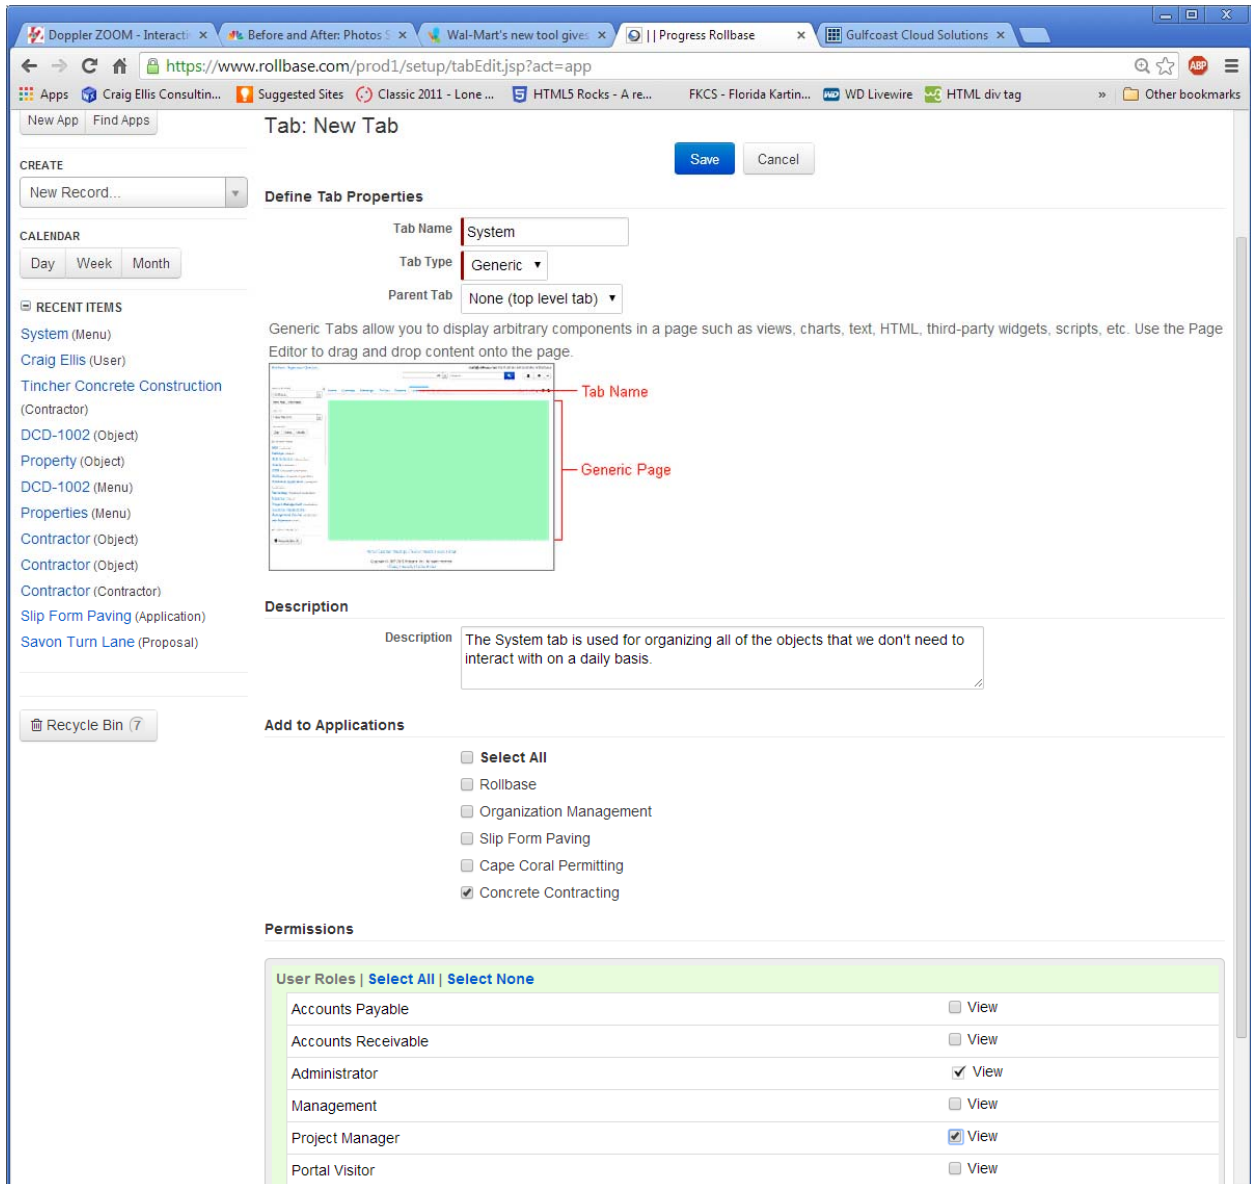 Doppler ZOOM - Interacti
Before and After: Photos S
Wal-Mart's new tool gives
|| Progress Rollbase
Gulfcoast Cloud Solutions
https://www.rollbase.com/prod1/setup/tabEdit.jsp?act=app
ABP
Apps Craig Ellis Consultin... Suggested Sites Classic 2011 - Lone ... HTML5 Rocks - A re... FKCS - Florida Kartin... WD Livewire HTML div tag » Other bookmarks
New App Find Apps
CREATE
New Record...
CALENDAR
Day Week Month
RECENT ITEMS
System (Menu)
Craig Ellis (User)
Tincher Concrete Construction
(Contractor)
DCD-1002 (Object)
Property (Object)
DCD-1002 (Menu)
Properties (Menu)
Contractor (Object)
Contractor (Object)
Contractor (Contractor)
Slip Form Paving (Application)
Savon Turn Lane (Proposal)
Recycle Bin (7
Tab: New Tab
Save Cancel
Define Tab Properties
Tab Name System
Tab Type Generic
Parent Tab None (top level tab)
Generic Tabs allow you to display arbitrary components in a page such as views, charts, text, HTML, third-party widgets, scripts, etc. Use the Page
Editor to drag and drop content onto the page.
Tab Name
Generic Page
Description
Description The System tab is used for organizing all of the objects that we don't need to
interact with on a daily basis.
Add to Applications
Select All
Rollbase
Organization Management
Slip Form Paving
Cape Coral Permitting
Concrete Contracting
Permissions
User Roles | Select All | Select None
Accounts Payable View
Accounts Receivable View
Administrator View
Management View
Project Manager View
Portal Visitor View